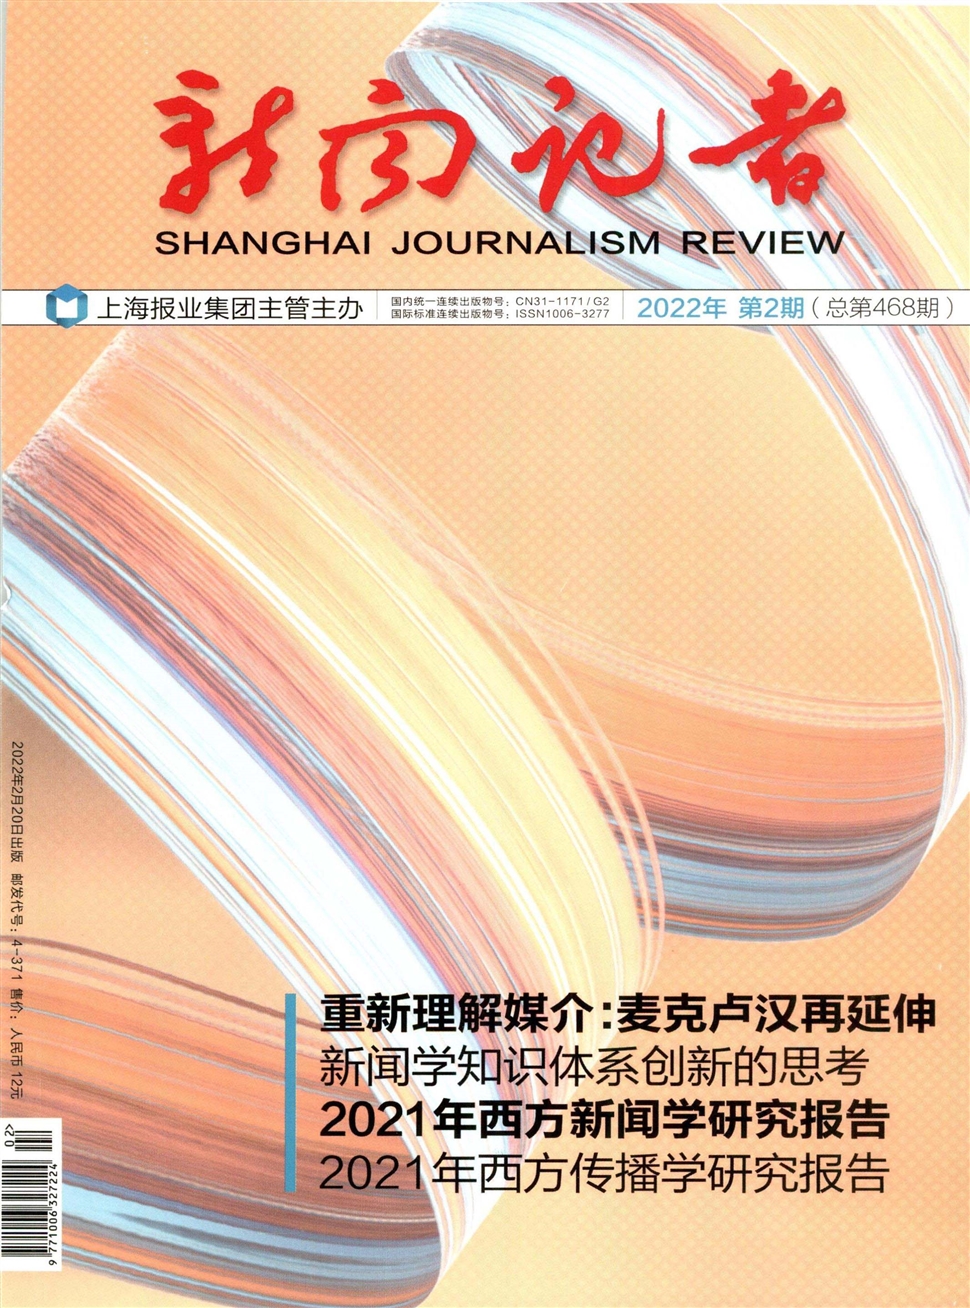 新闻记者
SHANGHAI JOURNALISM REVIEW
上海报业集团主管主办
国内统一连续出版物号：CN31-1171/G2
国际标准连续出版物号：ISSN1006-3277
2022年 第2期（总第468期）
重新理解媒介：麦克卢汉再延伸
新闻学知识体系创新的思考
2021年西方新闻学研究报告
2021年西方传播学研究报告
2022年2月20日出版 邮发代号：4-371 售价：人民币 12元
02>
9 771006 327224